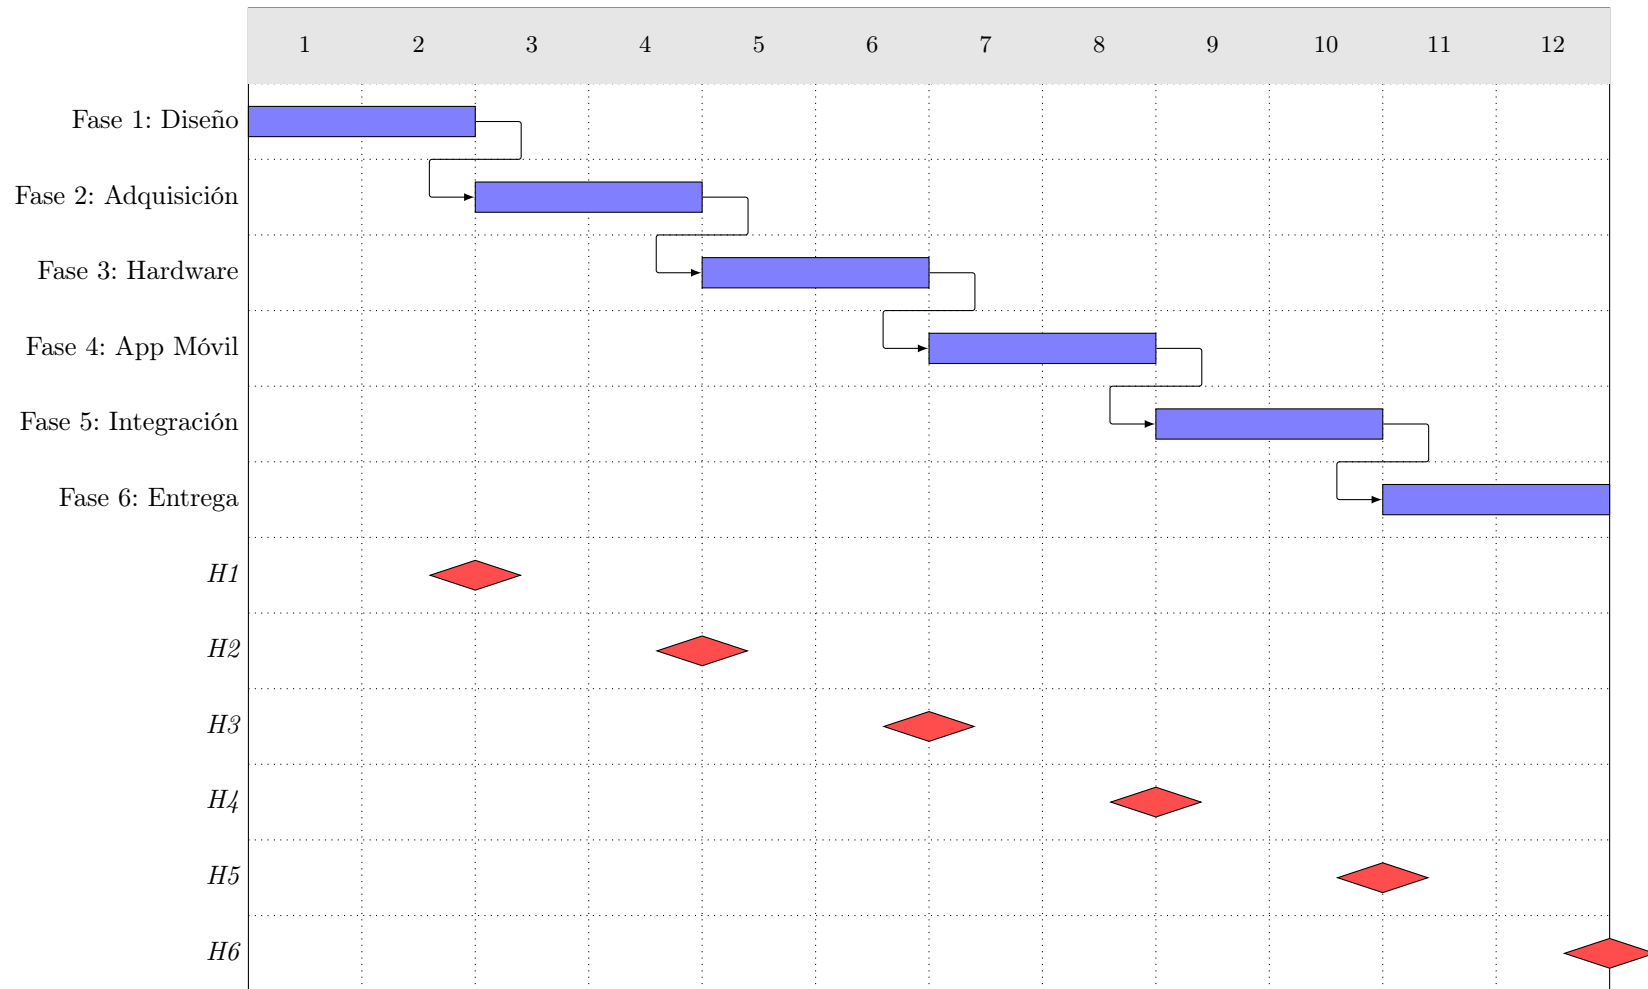 1 2 3 4 5 6 7 8 9 10 11 12
Fase 1: Diseño
Fase 2: Adquisición
Fase 3: Hardware
Fase 4: App Móvil
Fase 5: Integración
Fase 6: Entrega
H1
H2
H3
H4
H5
H6